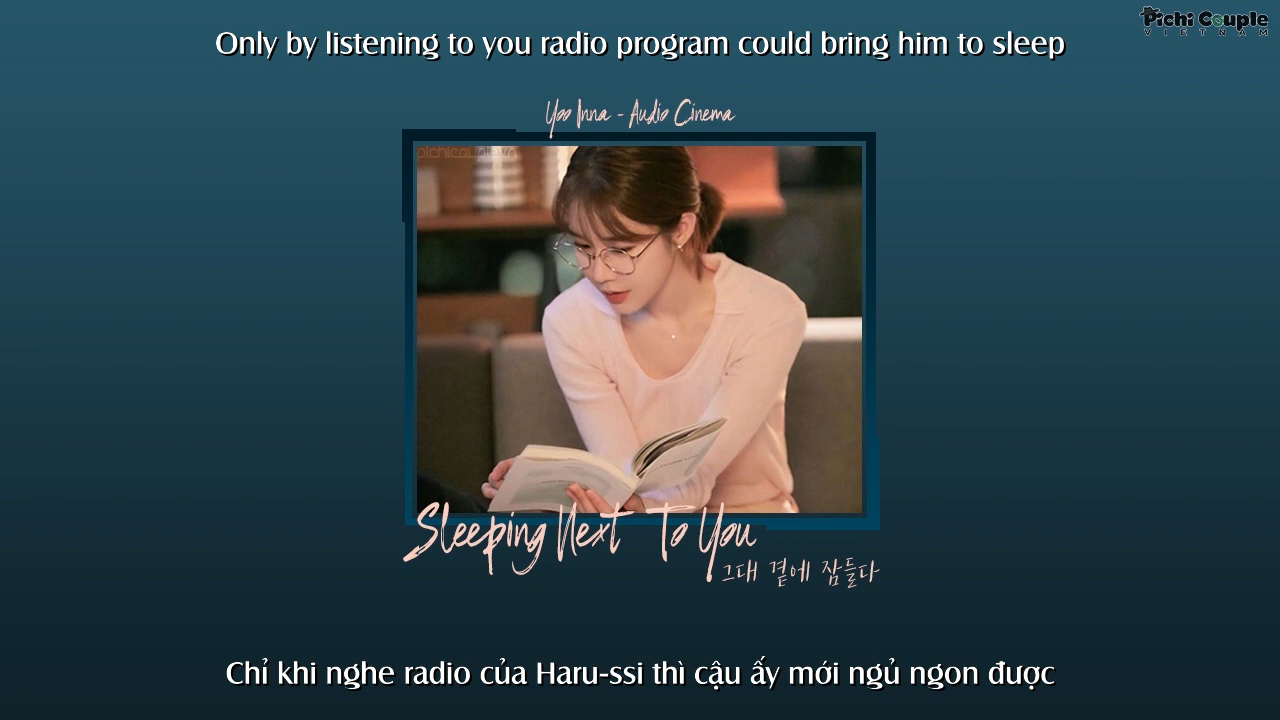 Pichi Couple
VIETNAM
Only by listening to you radio program could bring him to sleep
Yoo Inna - Audio Cinema
pichicouple.vn
Sleeping Next To You
그대 곁에 잠들다
Chỉ khi nghe radio của Haru-ssi thì cậu ấy mới ngủ ngon được